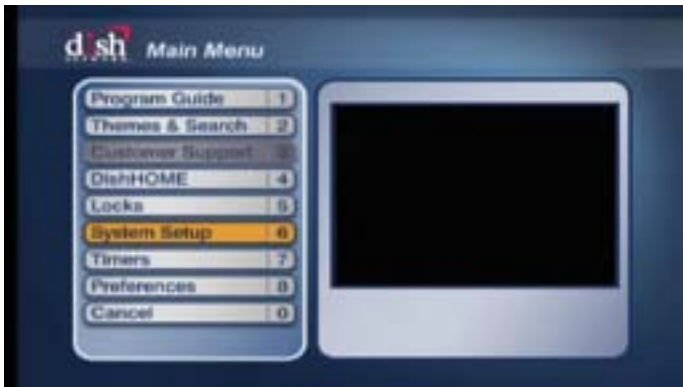 dish
NETWORK
Main Menu
Program Guide 1
Themes & Search 2
Customer Support 3
DishHOME 4
Locks 5
System Setup 6
Timers 7
Preferences 8
Cancel 0